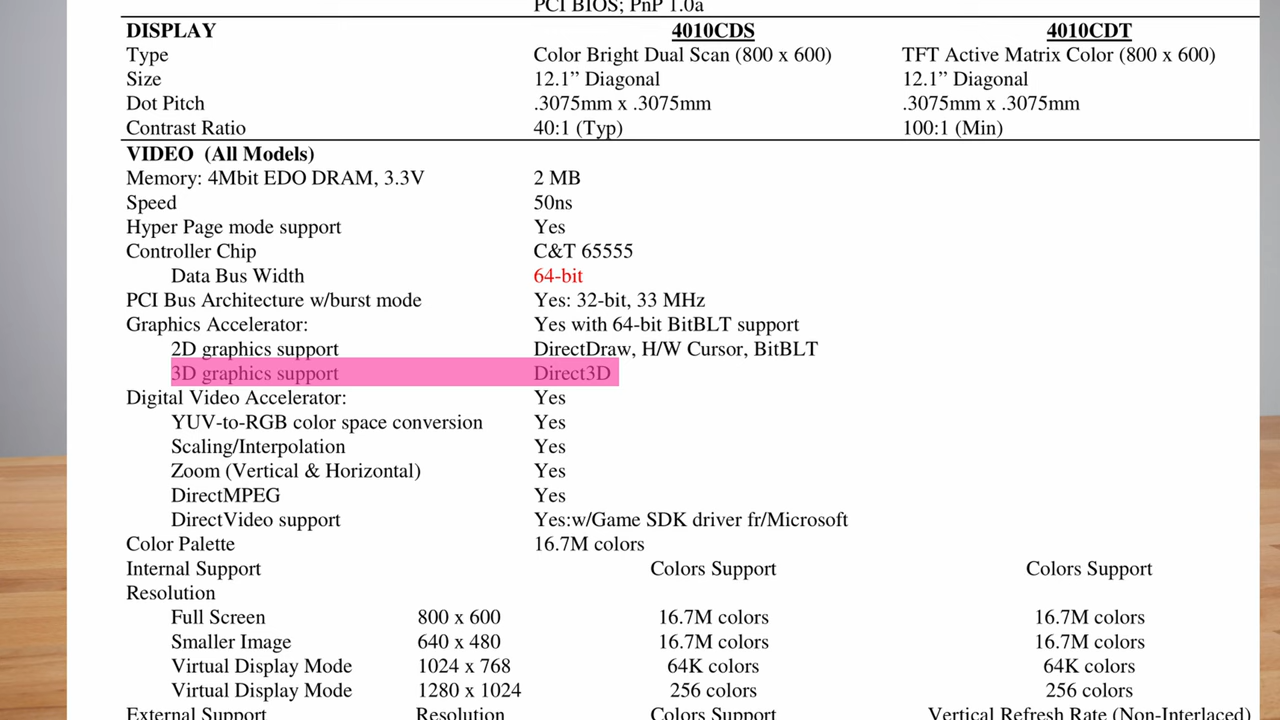 PCI BIOS; PnP 1.0a
DISPLAY 4010CDS 4010CDT
Type Color Bright Dual Scan (800 x 600) TFT Active Matrix Color (800 x 600)
Size 12.1” Diagonal 12.1” Diagonal
Dot Pitch .3075mm x .3075mm .3075mm x .3075mm
Contrast Ratio 40:1 (Typ) 100:1 (Min)
VIDEO (All Models)
Memory: 4Mbit EDO DRAM, 3.3V 2 MB
Speed 50ns
Hyper Page mode support Yes
Controller Chip C&T 65555
Data Bus Width 64-bit
PCI Bus Architecture w/burst mode Yes: 32-bit, 33 MHz
Graphics Accelerator: Yes with 64-bit BitBLT support
2D graphics support DirectDraw, H/W Cursor, BitBLT
3D graphics support Direct3D
Digital Video Accelerator: Yes
YUV-to-RGB color space conversion Yes
Scaling/Interpolation Yes
Zoom (Vertical & Horizontal) Yes
DirectMPEG Yes
DirectVideo support Yes:w/Game SDK driver fr/Microsoft
Color Palette 16.7M colors
Internal Support Colors Support Colors Support
Resolution
Full Screen 800 x 600 16.7M colors 16.7M colors
Smaller Image 640 x 480 16.7M colors 16.7M colors
Virtual Display Mode 1024 x 768 64K colors 64K colors
Virtual Display Mode 1280 x 1024 256 colors 256 colors
External Support Resolution Colors Support Vertical Refresh Rate (Non-Interlaced)